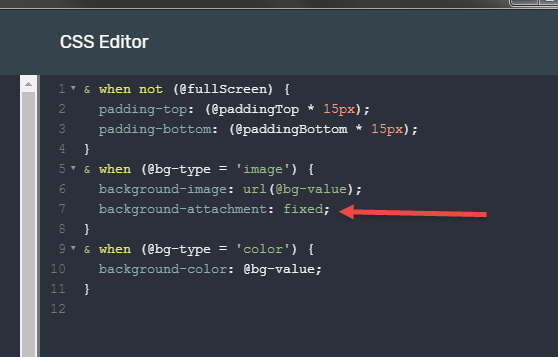 CSS Editor
1 & when not (@fullScreen) {
2 padding-top: (@paddingTop * 15px);
3 padding-bottom: (@paddingBottom * 15px);
4 }
5 & when (@bg-type = 'image') {
6 background-image: url(@bg-value);
7 background-attachment: fixed;
8 }
9 & when (@bg-type = 'color') {
10 background-color: @bg-value;
11 }
12